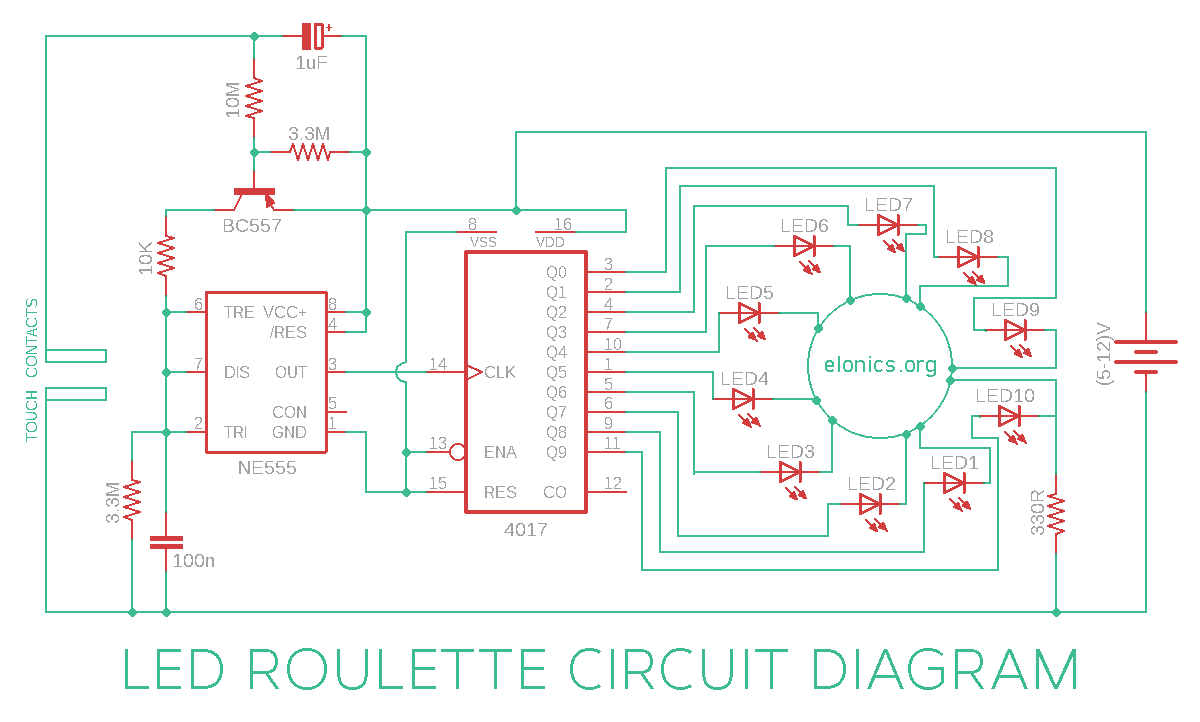 +
1uF
10M
3.3M
BC557
10K
TOUCH CONTACTS
6 TRE VCC+ 8
/RES 4
7 DIS OUT 3
CON 5
2 TRI GND 1
NE555
3.3M
100n
8 16
VSS VDD
Q0 3
Q1 2
Q2 4
Q3 7
Q4 10
14 CLK Q5 1
Q6 5
Q7 6
Q8 9
13 ENA Q9 11
15 RES CO 12
4017
LED7
LED6
LED8
LED5
LED9
elonics.org
LED4
LED10
LED3
LED1
LED2
330R
(5-12)V
LED ROULETTE CIRCUIT DIAGRAM